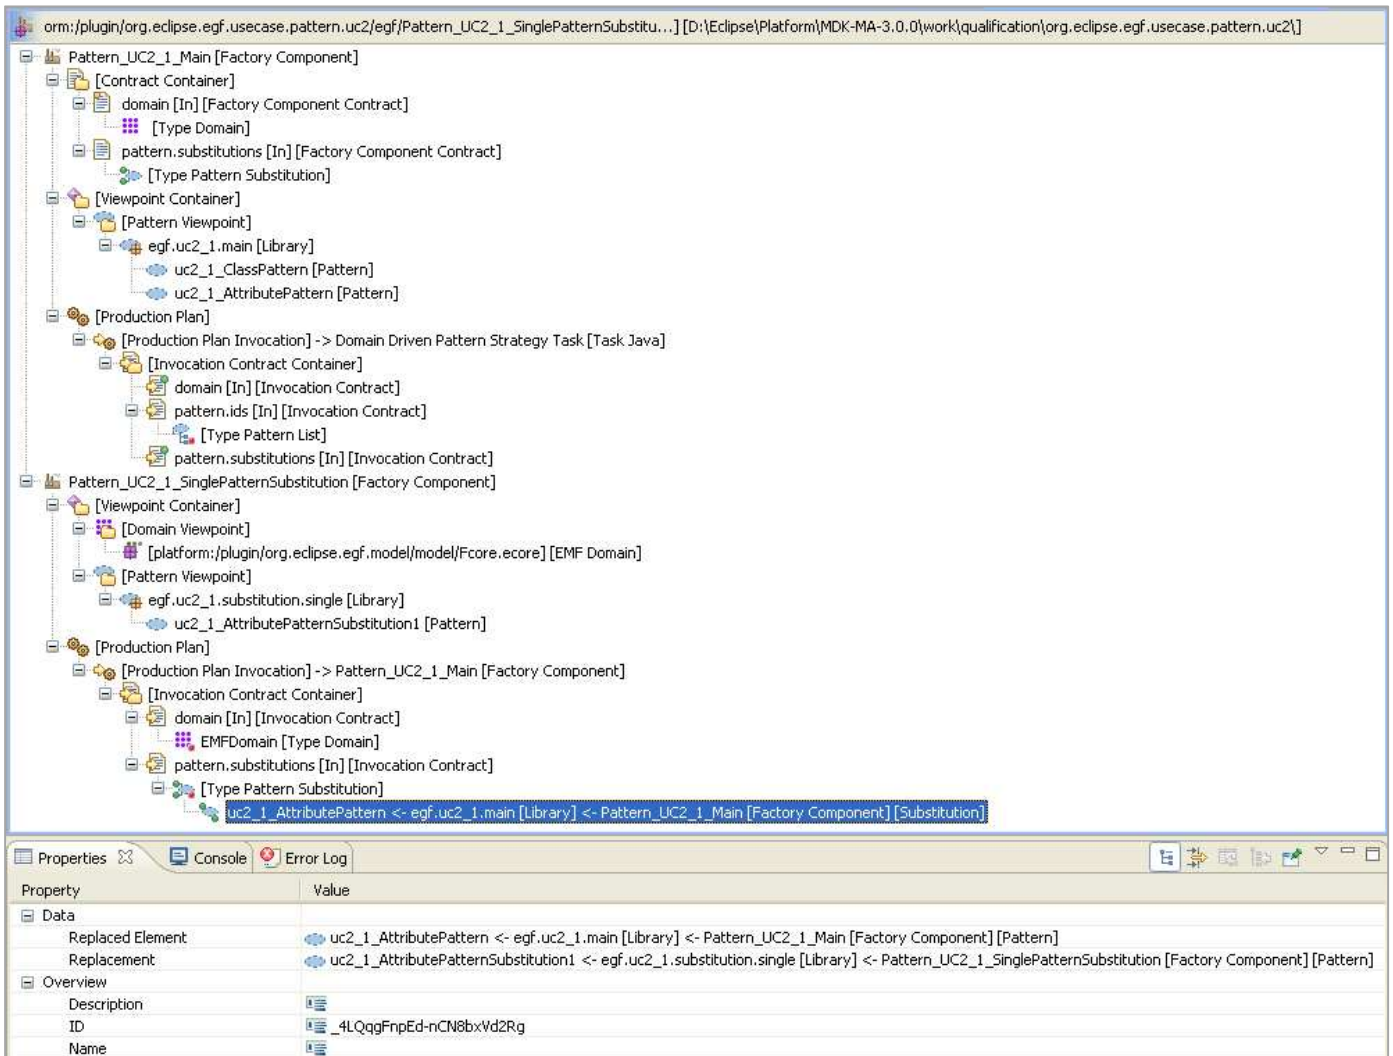 orm:/plugin/org.eclipse.egf.usecase.pattern.uc2/egf/Pattern_UC2_1_SinglePatternSubstitu...] [D:\Eclipse\Platform\MDK-MA-3.0.0\work\qualification\org.eclipse.egf.usecase.pattern.uc2\]
Pattern_UC2_1_Main [Factory Component]
[Contract Container]
domain [In] [Factory Component Contract]
[Type Domain]
pattern.substitutions [In] [Factory Component Contract]
[Type Pattern Substitution]
[Viewpoint Container]
[Pattern Viewpoint]
egf.uc2_1.main [Library]
uc2_1_ClassPattern [Pattern]
uc2_1_AttributePattern [Pattern]
[Production Plan]
[Production Plan Invocation] -> Domain Driven Pattern Strategy Task [Task Java]
[Invocation Contract Container]
domain [In] [Invocation Contract]
pattern.ids [In] [Invocation Contract]
[Type Pattern List]
pattern.substitutions [In] [Invocation Contract]
Pattern_UC2_1_SinglePatternSubstitution [Factory Component]
[Viewpoint Container]
[Domain Viewpoint]
[platform:/plugin/org.eclipse.egf.model/model/Fcore.ecore] [EMF Domain]
[Pattern Viewpoint]
egf.uc2_1.substitution.single [Library]
uc2_1_AttributePatternSubstitution1 [Pattern]
[Production Plan]
[Production Plan Invocation] -> Pattern_UC2_1_Main [Factory Component]
[Invocation Contract Container]
domain [In] [Invocation Contract]
EMFDomain [Type Domain]
pattern.substitutions [In] [Invocation Contract]
[Type Pattern Substitution]
uc2_1_AttributePattern <- egf.uc2_1.main [Library] <- Pattern_UC2_1_Main [Factory Component] [Substitution]
Properties Console Error Log
Property Value
Data
Replaced Element uc2_1_AttributePattern <- egf.uc2_1.main [Library] <- Pattern_UC2_1_Main [Factory Component] [Pattern]
Replacement uc2_1_AttributePatternSubstitution1 <- egf.uc2_1.substitution.single [Library] <- Pattern_UC2_1_SinglePatternSubstitution [Factory Component] [Pattern]
Overview
Description
ID _4LQqgFnpEd-nCN8bxVd2Rg
Name